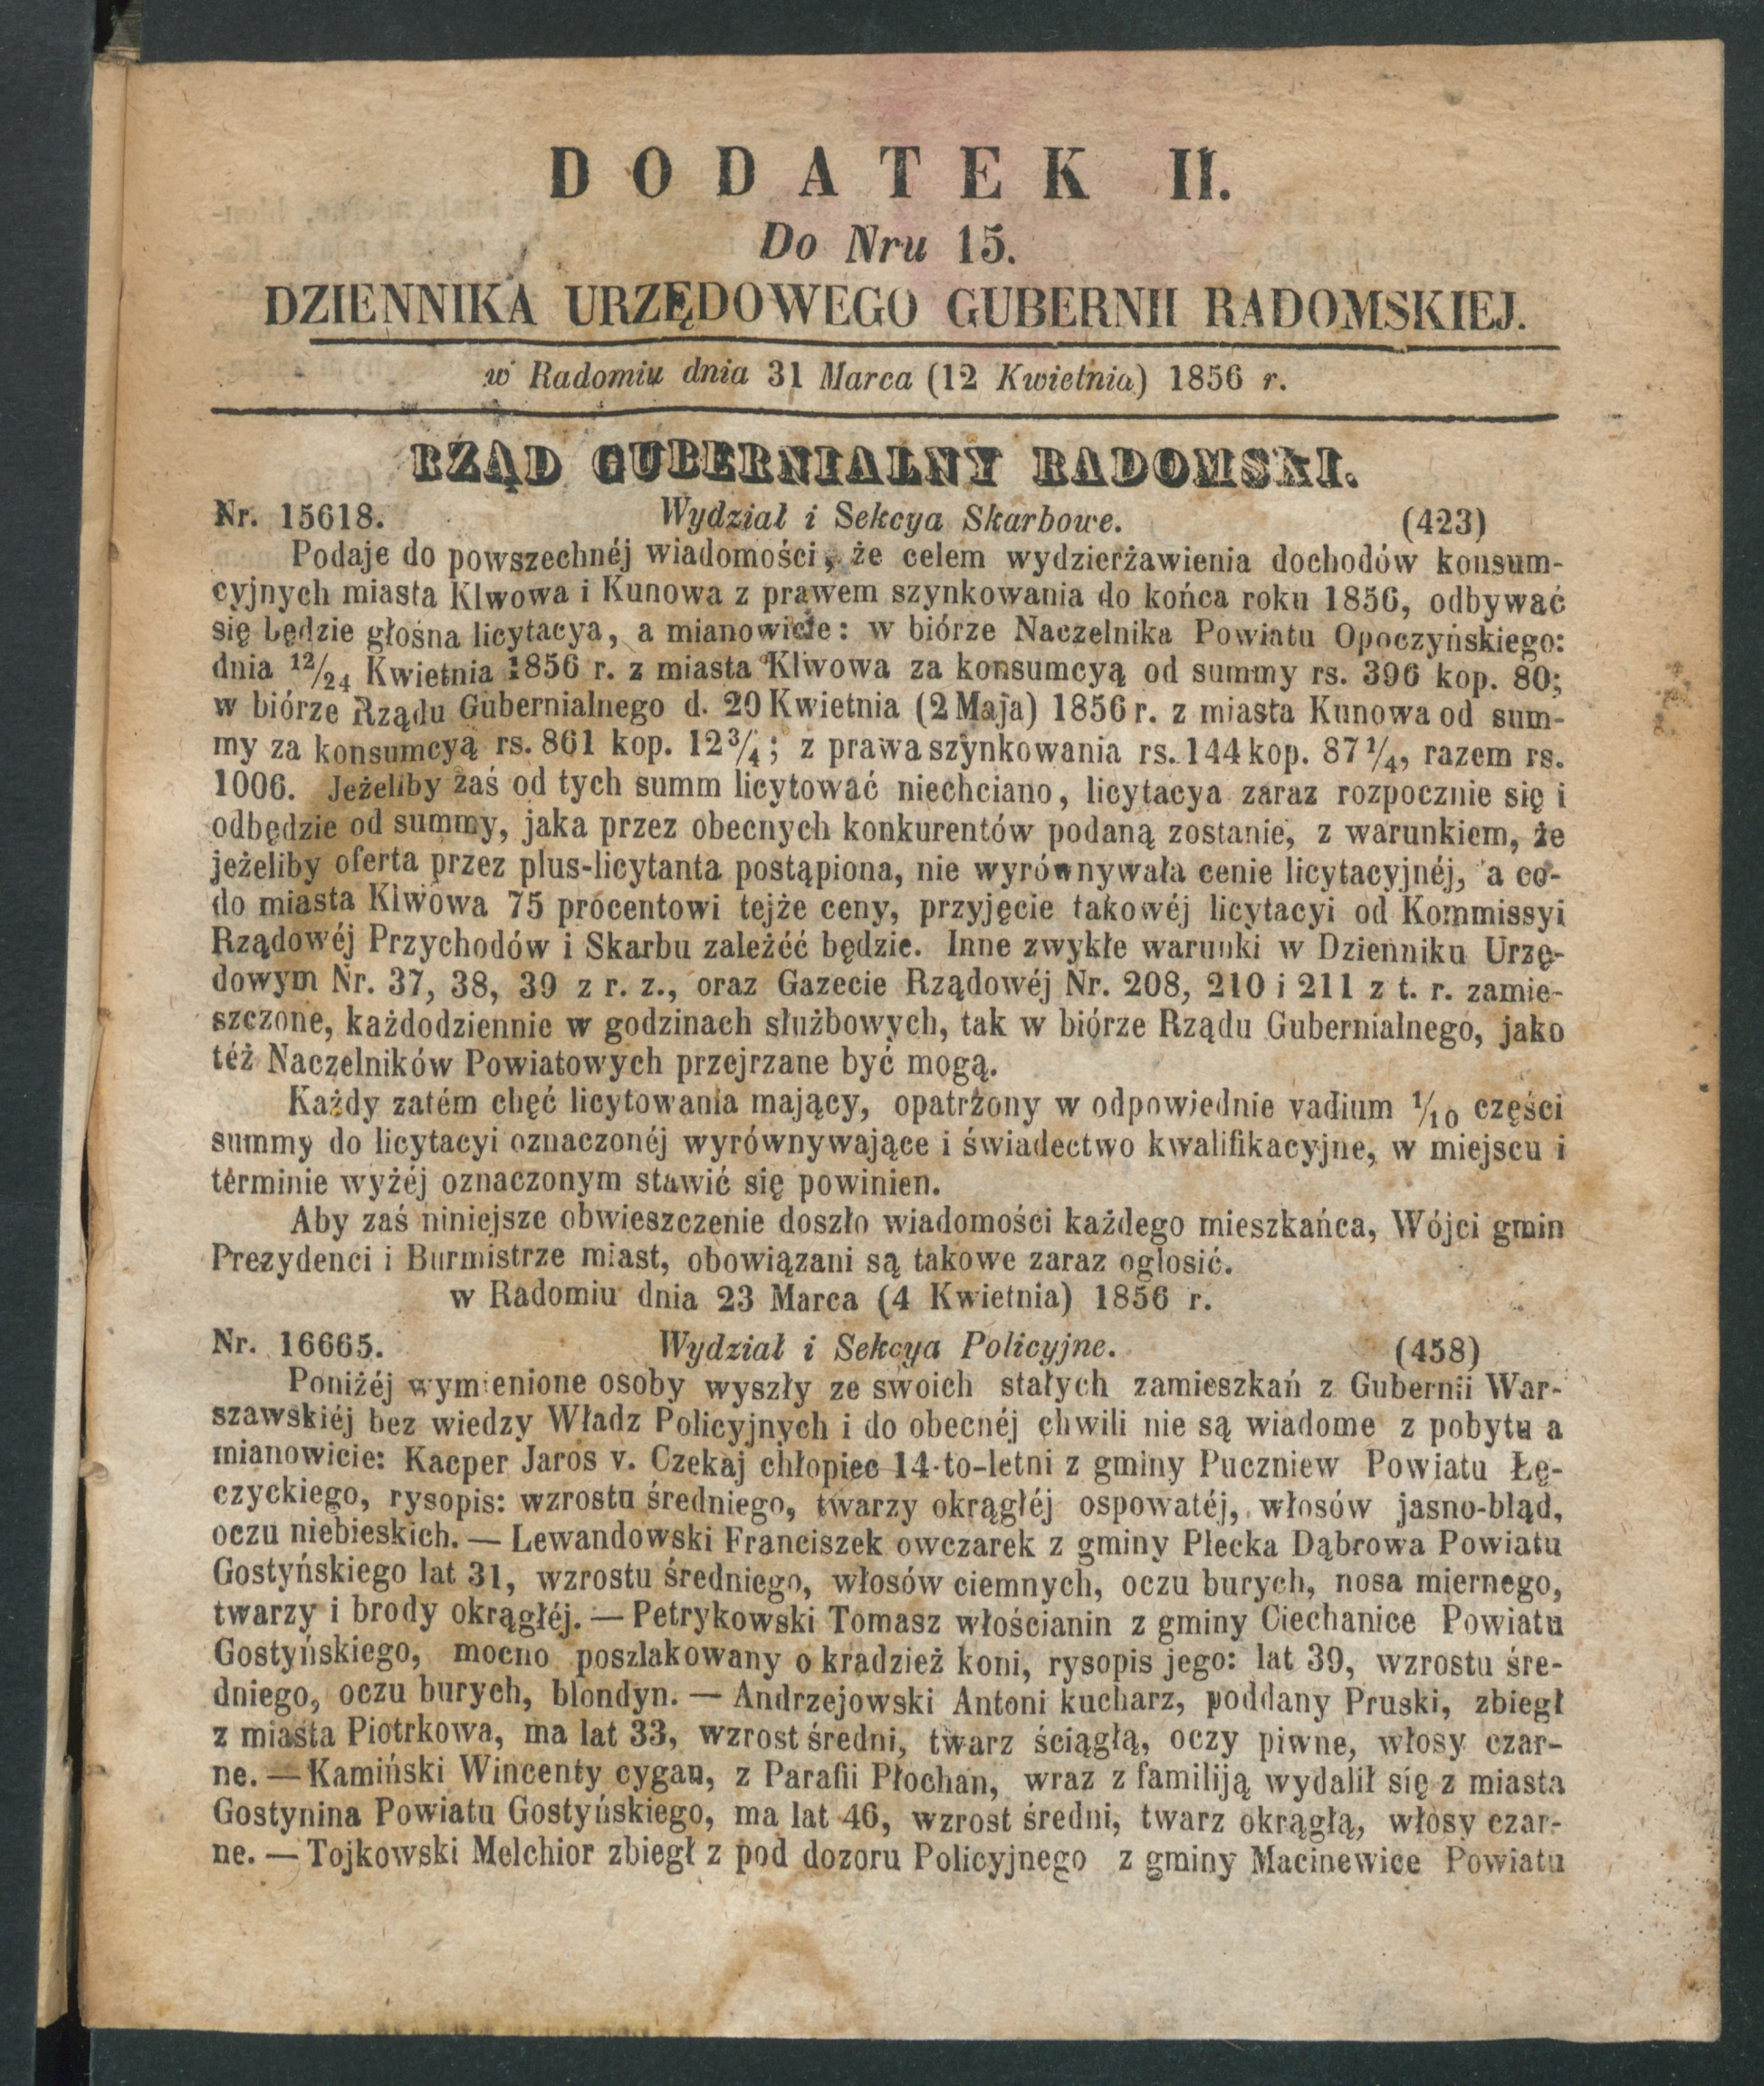 DODATEK II.
Do Nru 15.
DZIENNIKA URZĘDOWEGO GUBERNII RADOMSKIEJ.
w Radomiu dnia 31 Marca (12 Kwietnia) 1856 r.
RZĄD GUBERNIALNY RADOMSKI.
Nr. 15618. Wydział i Sekcya Skarbowe. (423)
Podaje do powszechnéj wiadomości, że celem wydzierżawienia dochodów konsum-
cyjnych miasta Klwowa i Kunowa z prawem szynkowania do końca roku 1856, odbywać
się będzie głośna licytacya, a mianowicie: w biórze Naczelnika Powiatu Opoczyńskiego:
dnia 12/24 Kwietnia 1856 r. z miasta Klwowa za konsumcyą od summy rs. 396 kop. 80;
w biórze Rządu Gubernialnego d. 20 Kwietnia (2 Maja) 1856 r. z miasta Kunowa od sum-
my za konsumcyą rs. 861 kop. 12 3/4; z prawa szynkowania rs. 144 kop. 87 1/4, razem rs.
1006. Jeżeliby zaś od tych summ licytować niechciano, licytacya zaraz rozpocznie się i
odbędzie od summy, jaka przez obecnych konkurentów podaną zostanie, z warunkiem, że
jeżeliby oferta przez plus-licytanta postąpiona, nie wyrównywała cenie licytacyjnéj, a co-
do miasta Klwowa 75 procentowi tejże ceny, przyjęcie takowéj licytacyi od Kommissyi
Rządowéj Przychodów i Skarbu zależéć będzie. Inne zwykłe warunki w Dzienniku Urzę-
dowym Nr. 37, 38, 39 z r. z., oraz Gazecie Rządowéj Nr. 208, 210 i 211 z t. r. zamie-
szczone, każdodziennie w godzinach służbowych, tak w biórze Rządu Gubernialnego, jako
téż Naczelników Powiatowych przejrzane być mogą.
Każdy zatém chęć licytowania mający, opatrzony w odpowiednie vadium 1/10 części
summy do licytacyi oznaczonéj wyrównywające i świadectwo kwalifikacyjne, w miejscu i
términie wyżéj oznaczonym stawić się powinien.
Aby zaś niniejsze obwieszczenie doszło wiadomości każdego mieszkańca, Wójci gmin
Prezydenci i Burmistrze miast, obowiązani są takowe zaraz ogłosić.
w Radomiu dnia 23 Marca (4 Kwietnia) 1856 r.
Nr. 16665. Wydział i Sekcya Policyjne. (458)
Poniżéj wymienione osoby wyszły ze swoich stałych zamieszkań z Gubernii War-
szawskiéj bez wiedzy Władz Policyjnych i do obecnéj chwili nie są wiadome z pobytu a
mianowicie: Kacper Jaros v. Czekaj chłopiec 14-to-letni z gminy Puczniew Powiatu Łę-
czyckiego, rysopis: wzrostu średniego, twarzy okrągłéj ospowatéj, włosów jasno-bląd,
oczu niebieskich. — Lewandowski Franciszek owczarek z gminy Plecka Dąbrowa Powiatu
Gostyńskiego lat 31, wzrostu średniego, włosów ciemnych, oczu burych, nosa miernego,
twarzy i brody okrągłéj. — Petrykowski Tomasz włościanin z gminy Ciechanice Powiatu
Gostyńskiego, mocno poszlakowany o kradzież koni, rysopis jego: lat 39, wzrostu śre-
dniego, oczu burych, blondyn. — Andrzejowski Antoni kucharz, poddany Pruski, zbiegł
z miasta Piotrkowa, ma lat 33, wzrost średni, twarz ściągłą, oczy piwne, włosy czar-
ne. — Kamiński Wincenty cygan, z Parafii Płochan, wraz z familiją wydalił się z miasta
Gostynina Powiatu Gostyńskiego, ma lat 46, wzrost średni, twarz okrągłą, włosy czar-
ne. — Tojkowski Melchior zbiegł z pod dozoru Policyjnego z gminy Macinewice Powiatu